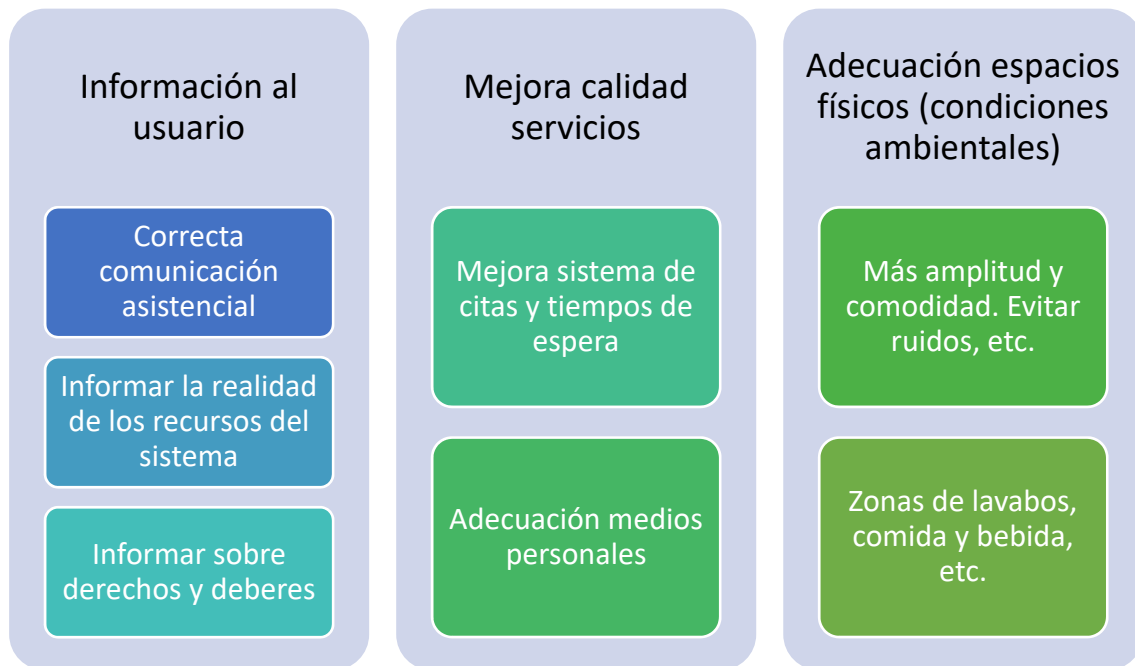 Información al
usuario
Correcta
comunicación
asistencial
Informar la realidad
de los recursos del
sistema
Informar sobre
derechos y deberes
Mejora calidad
servicios
Mejora sistema de
citas y tiempos de
espera
Adecuación medios
personales
Adecuación espacios
físicos (condiciones
ambientales)
Más amplitud y
comodidad. Evitar
ruidos, etc.
Zonas de lavabos,
comida y bebida,
etc.